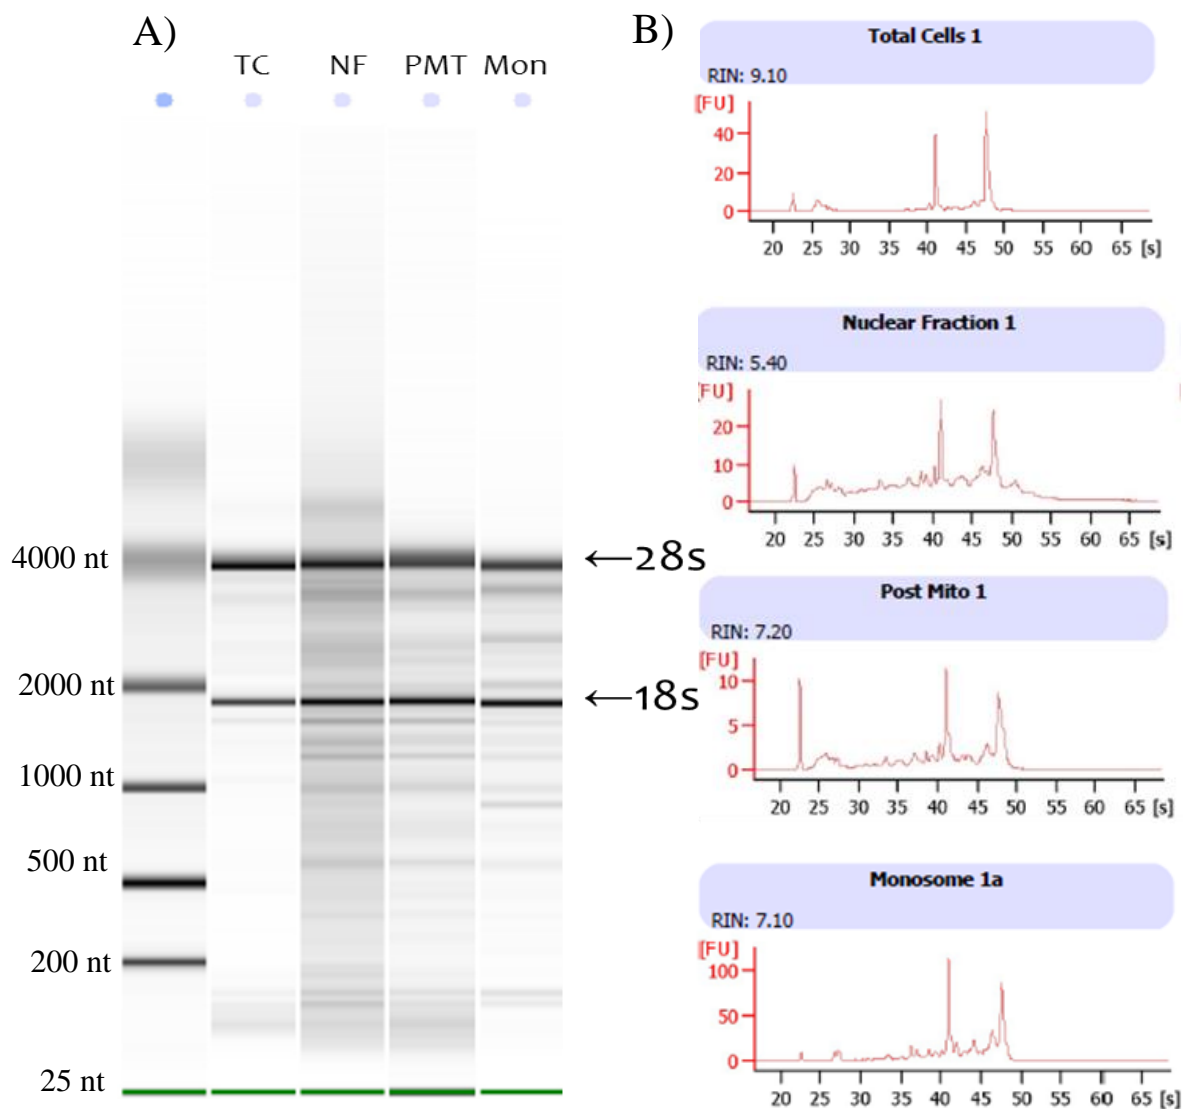 A)
TC NF PMT Mon
4000 nt
2000 nt
1000 nt
500 nt
200 nt
25 nt
←28s
←18s
B)
Total Cells 1
RIN: 9.10
[FU]
40
20
0
20 25 30 35 40 45 50 55 60 65 [s]
Nuclear Fraction 1
RIN: 5.40
[FU]
20
10
0
20 25 30 35 40 45 50 55 60 65 [s]
Post Mito 1
RIN: 7.20
[FU]
10
5
0
20 25 30 35 40 45 50 55 60 65 [s]
Monosome 1a
RIN: 7.10
[FU]
100
50
0
20 25 30 35 40 45 50 55 60 65 [s]